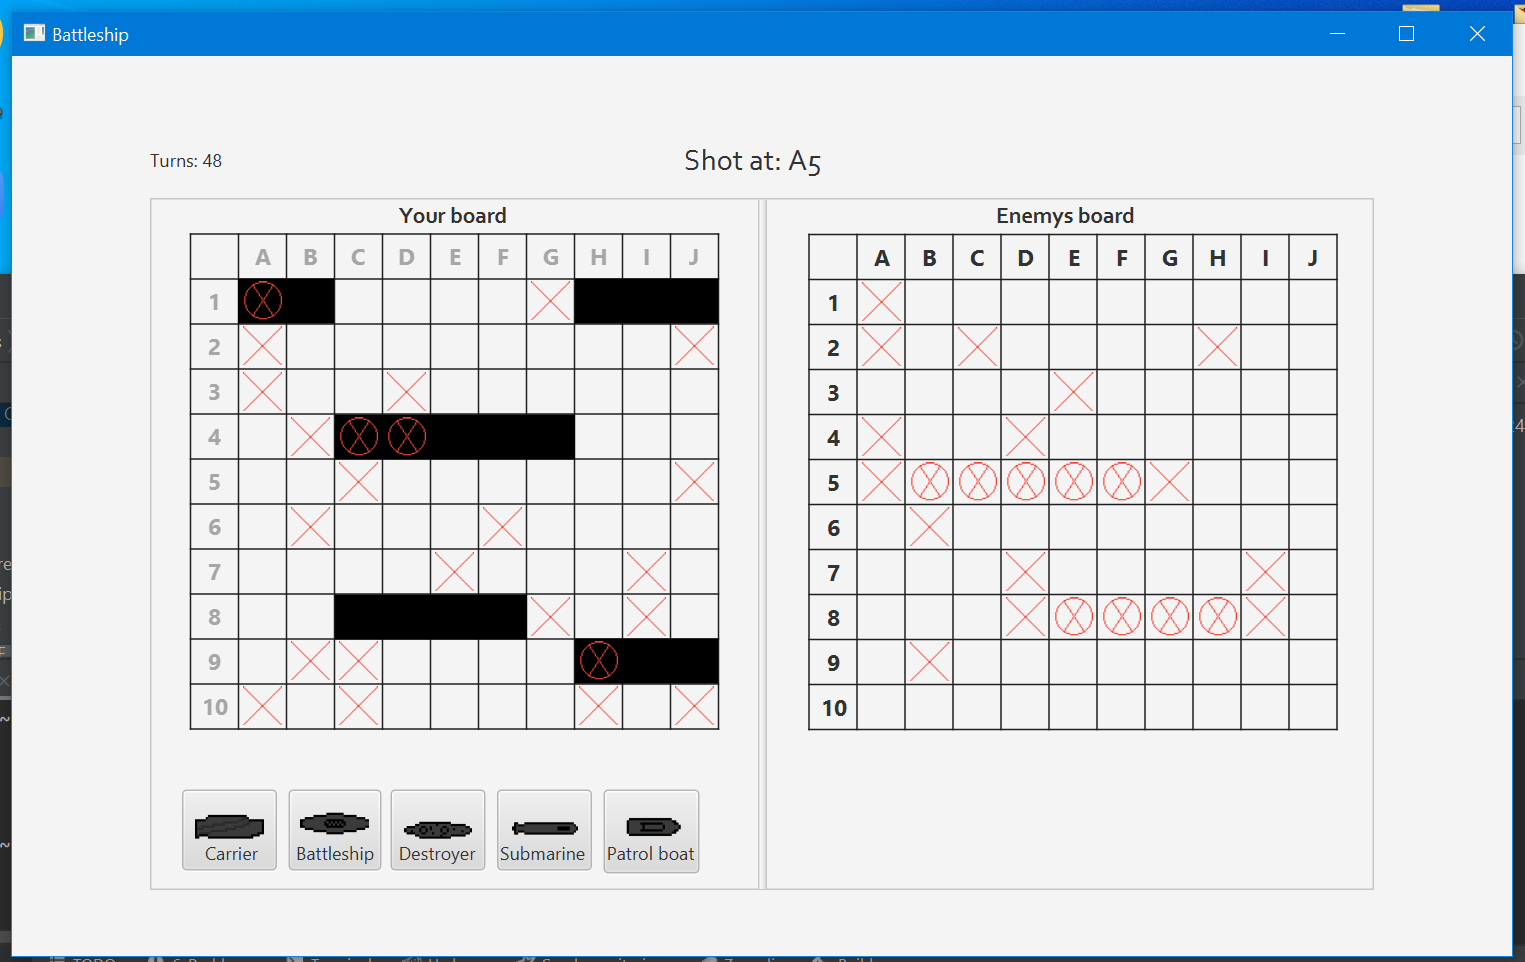 Battleship
Turns: 48
Shot at: A5
Your board
A B C D E F G H I J
1
2
3
4
5
6
7
8
9
10
Carrier Battleship Destroyer Submarine Patrol boat
Enemys board
A B C D E F G H I J
1
2
3
4
5
6
7
8
9
10